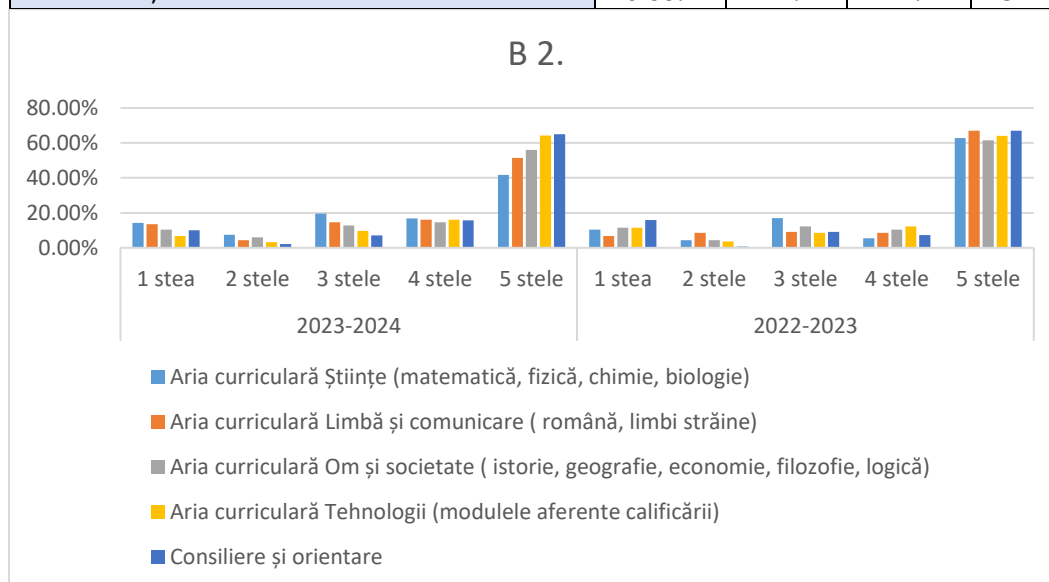 B 2.
80.00%
60.00%
40.00%
20.00%
0.00%
1 stea 2 stele 3 stele 4 stele 5 stele 1 stea 2 stele 3 stele 4 stele 5 stele
2023-2024 2022-2023
Aria curriculară Științe (matematică, fizică, chimie, biologie)
Aria curriculară Limbă și comunicare ( română, limbi străine)
Aria curriculară Om și societate ( istorie, geografie, economie, filozofie, logică)
Aria curriculară Tehnologii (modulele aferente calificării)
Consiliere și orientare